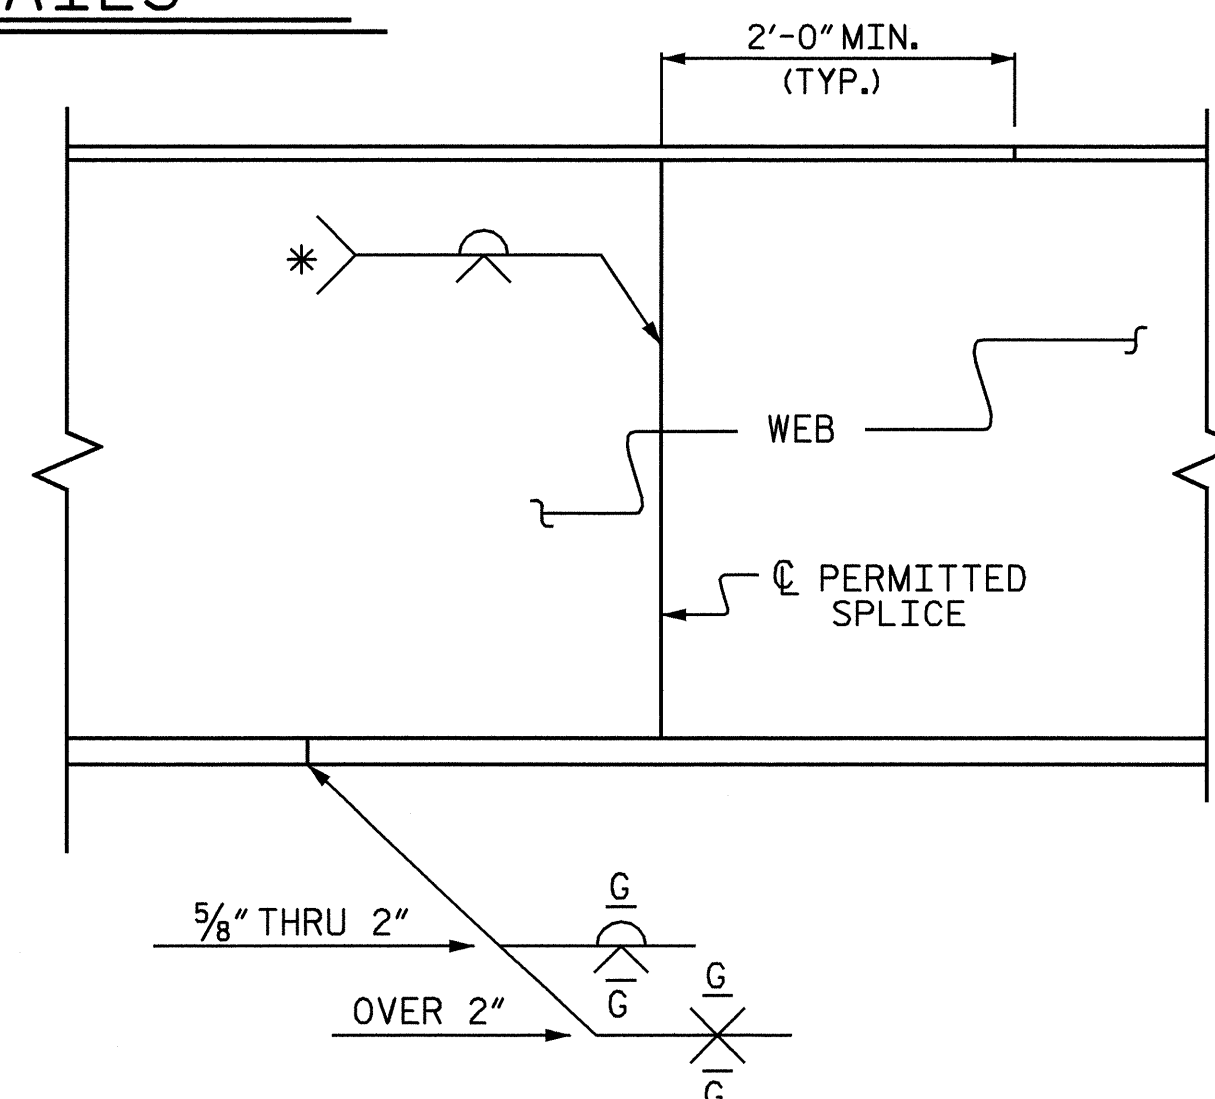 2'-0" MIN.
(TYP.)
*
WEB
℄ PERMITTED
SPLICE
G
5/8" THRU 2"
G
G
OVER 2"
G